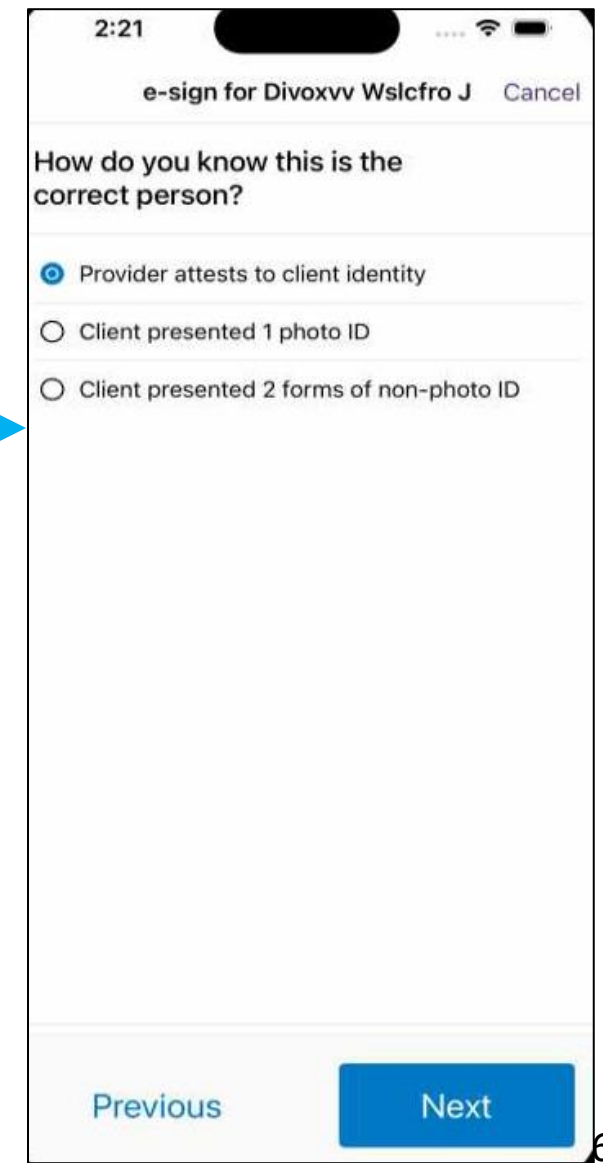 2:21
e-sign for Divoxvv Wslcfro J Cancel
How do you know this is the
correct person?
Provider attests to client identity
Client presented 1 photo ID
Client presented 2 forms of non-photo ID
Previous Next